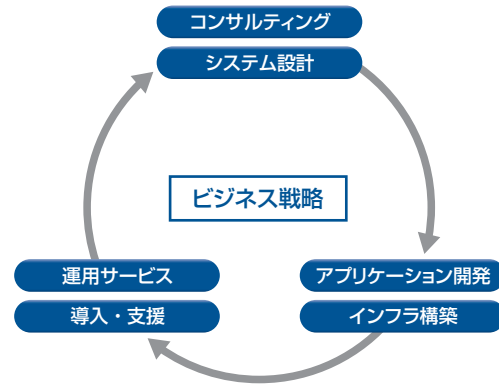 コンサルティング
システム設計
ビジネス戦略
運用サービス
導入・支援
アプリケーション開発
インフラ構築